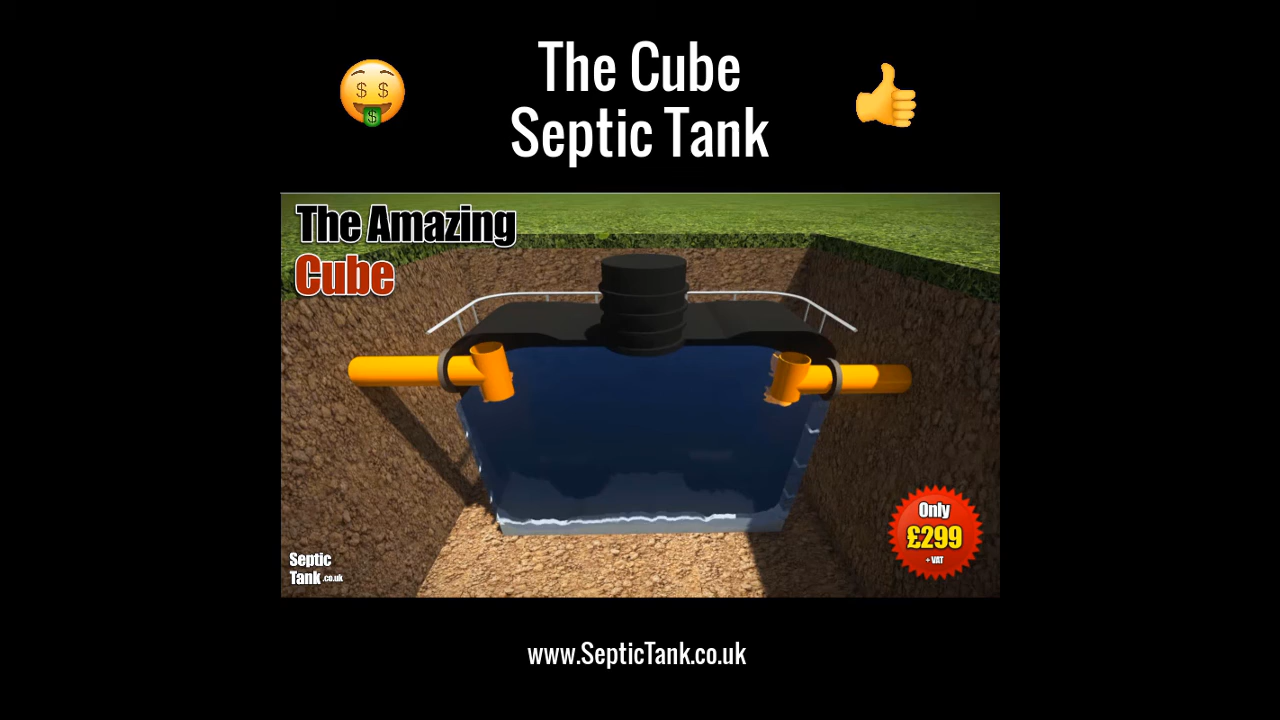 The Cube
Septic Tank
The Amazing
Cube
Only
£299
+ VAT
Septic
Tank .co.uk
www.SepticTank.co.uk